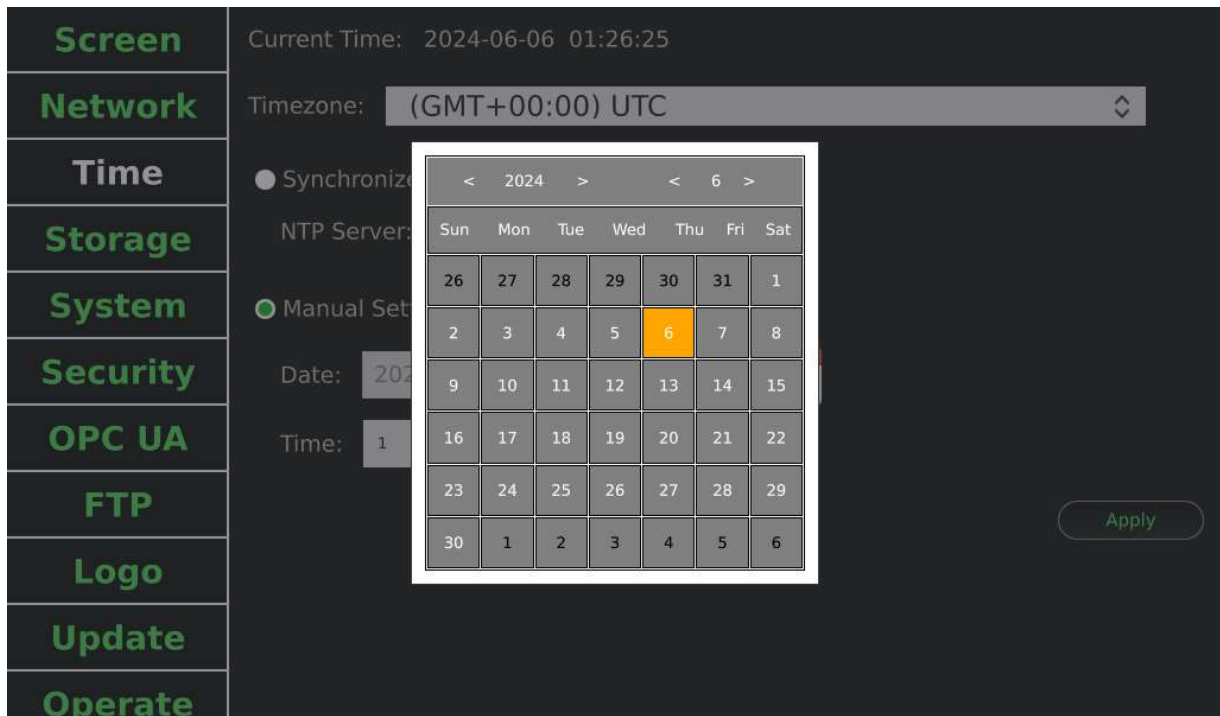 Screen
Network
Time
Storage
System
Security
OPC UA
FTP
Logo
Update
Operate
Current Time: 2024-06-06 01:26:25
Timezone: (GMT+00:00) UTC
Synchronize
NTP Server:
Manual Set
Date: 202
Time: 1
< 2024 > < 6 >
Sun Mon Tue Wed Thu Fri Sat
26 27 28 29 30 31 1
2 3 4 5 6 7 8
9 10 11 12 13 14 15
16 17 18 19 20 21 22
23 24 25 26 27 28 29
30 1 2 3 4 5 6
Apply